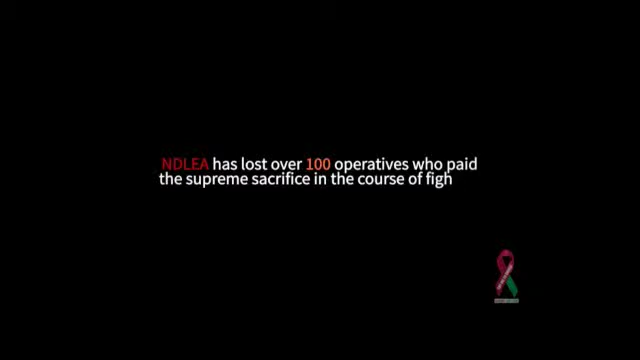 NDLEA has lost over 100 operatives who paid
the supreme sacrifice in the course of figh